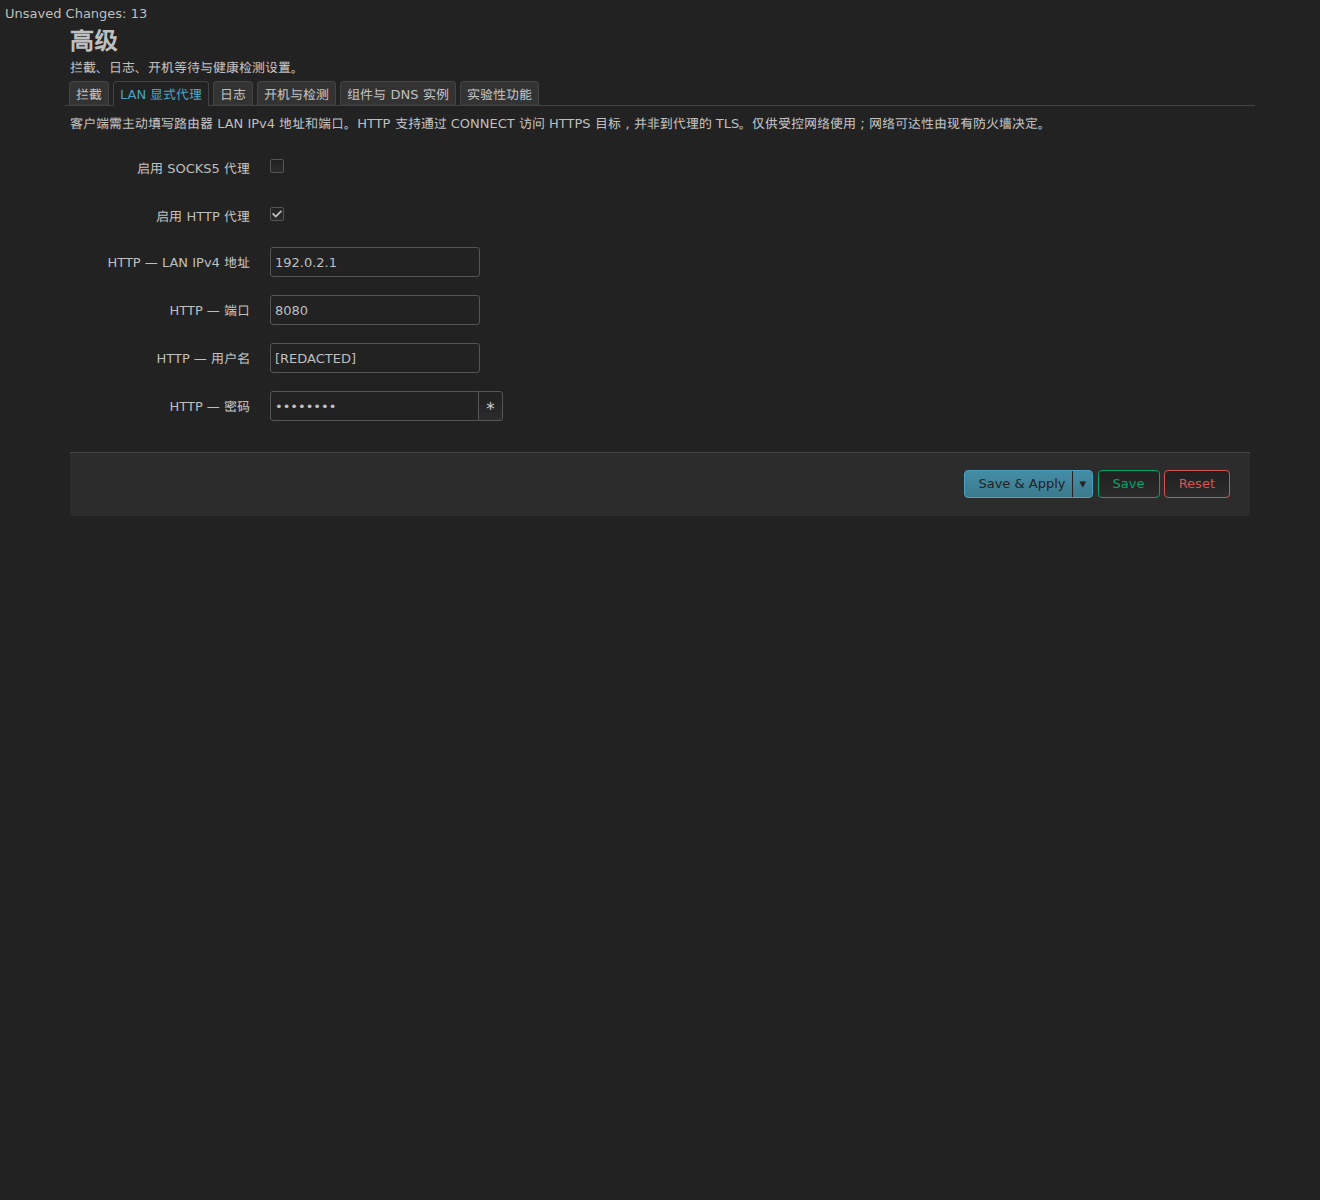 Unsaved Changes: 13
高级
拦截、日志、开机等待与健康检测设置。
拦截 LAN 显式代理 日志 开机与检测 组件与 DNS 实例 实验性功能
客户端需主动填写路由器 LAN IPv4 地址和端口。HTTP 支持通过 CONNECT 访问 HTTPS 目标，并非到代理的 TLS。仅供受控网络使用；网络可达性由现有防火墙决定。
启用 SOCKS5 代理
启用 HTTP 代理
HTTP — LAN IPv4 地址 192.0.2.1
HTTP — 端口 8080
HTTP — 用户名 [REDACTED]
HTTP — 密码 •••••••• ∗
Save & Apply ▾ Save Reset